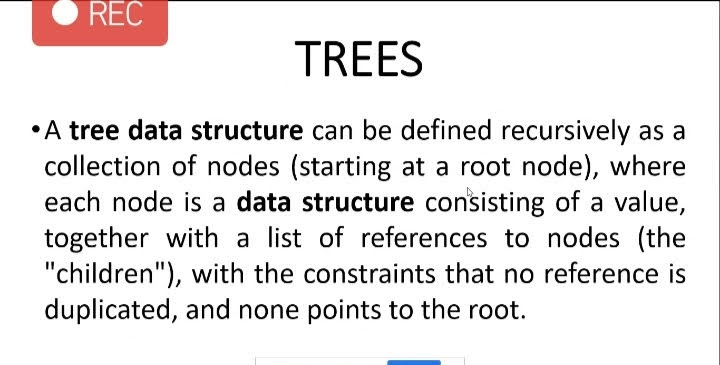 REC
TREES
•A tree data structure can be defined recursively as a
collection of nodes (starting at a root node), where
each node is a data structure consisting of a value,
together with a list of references to nodes (the
"children"), with the constraints that no reference is
duplicated, and none points to the root.